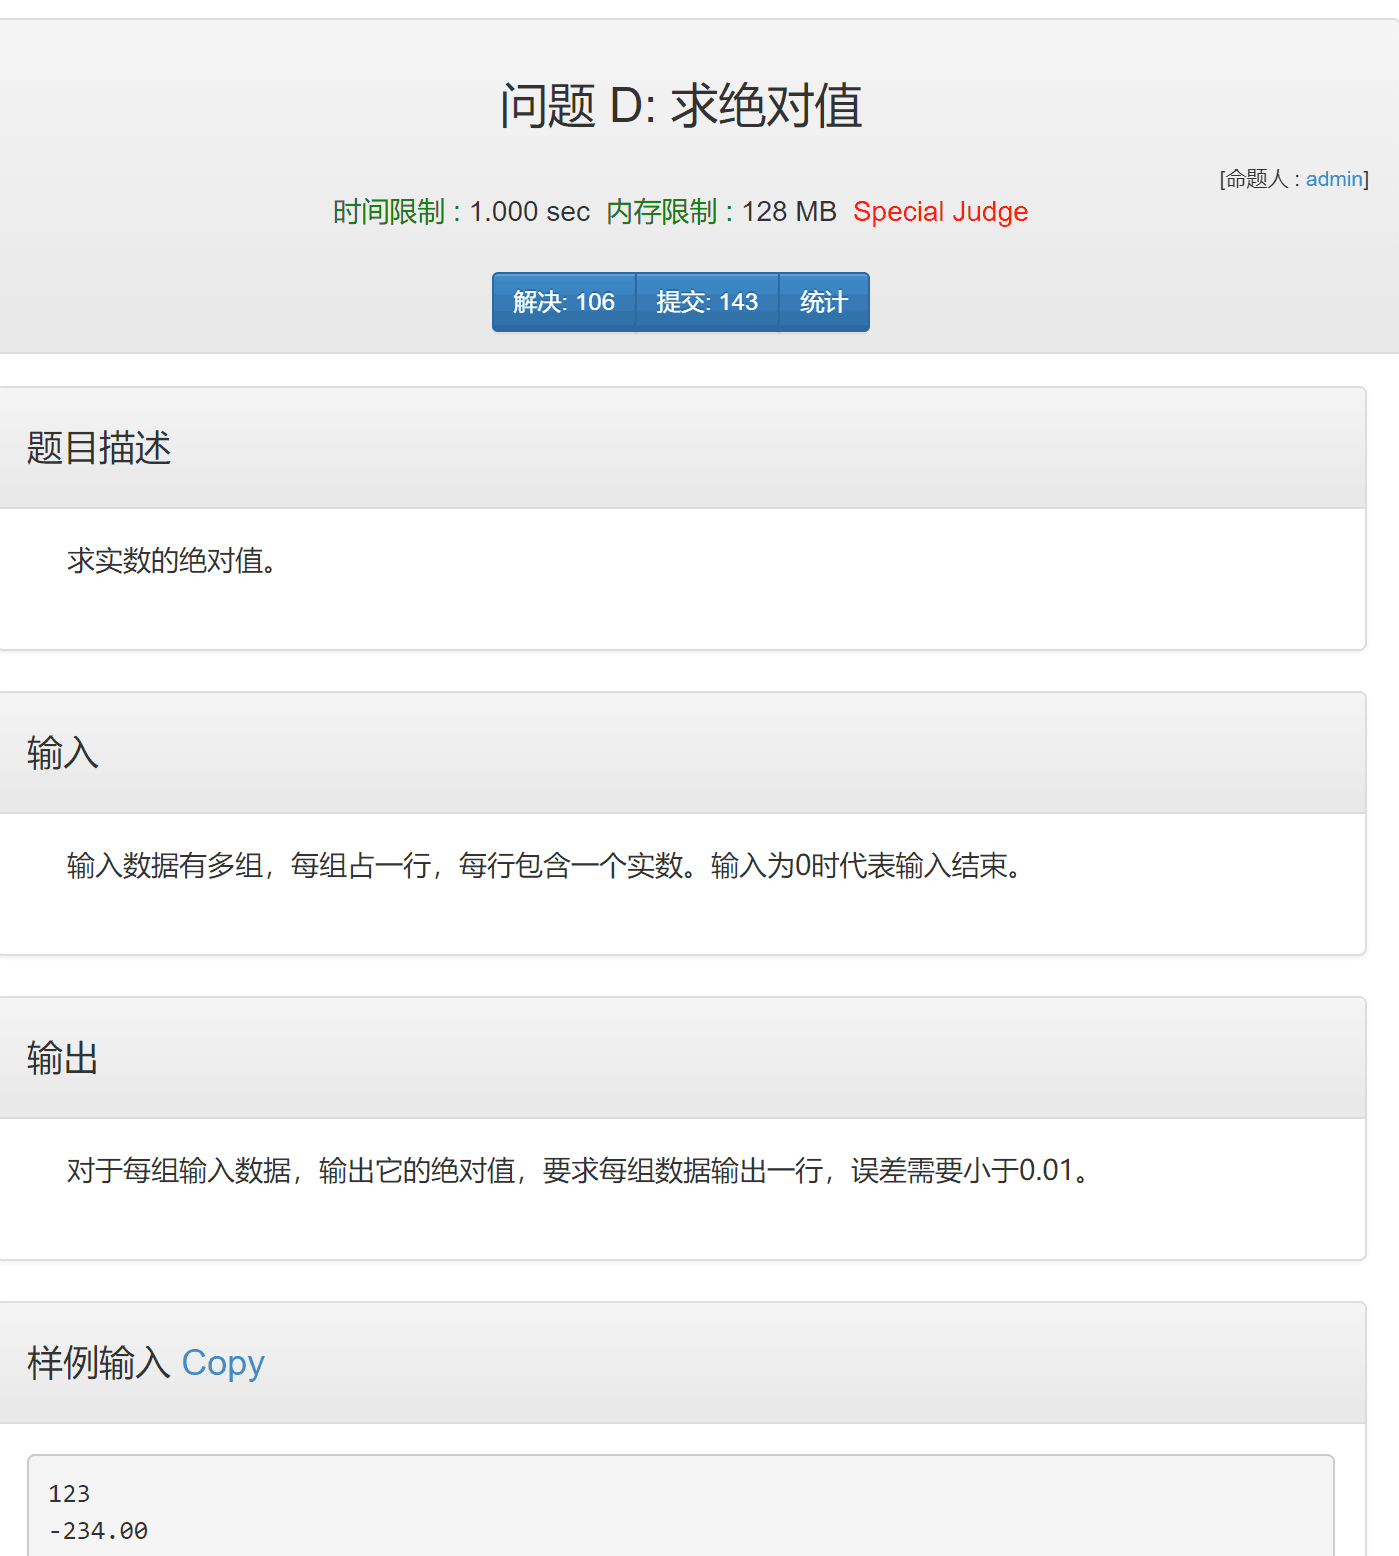 问题 D: 求绝对值
[命题人 : admin]
时间限制 : 1.000 sec 内存限制 : 128 MB Special Judge
解决: 106 提交: 143 统计
题目描述
求实数的绝对值。
输入
输入数据有多组，每组占一行，每行包含一个实数。输入为0时代表输入结束。
输出
对于每组输入数据，输出它的绝对值，要求每组数据输出一行，误差需要小于0.01。
样例输入 Copy
123
-234.00